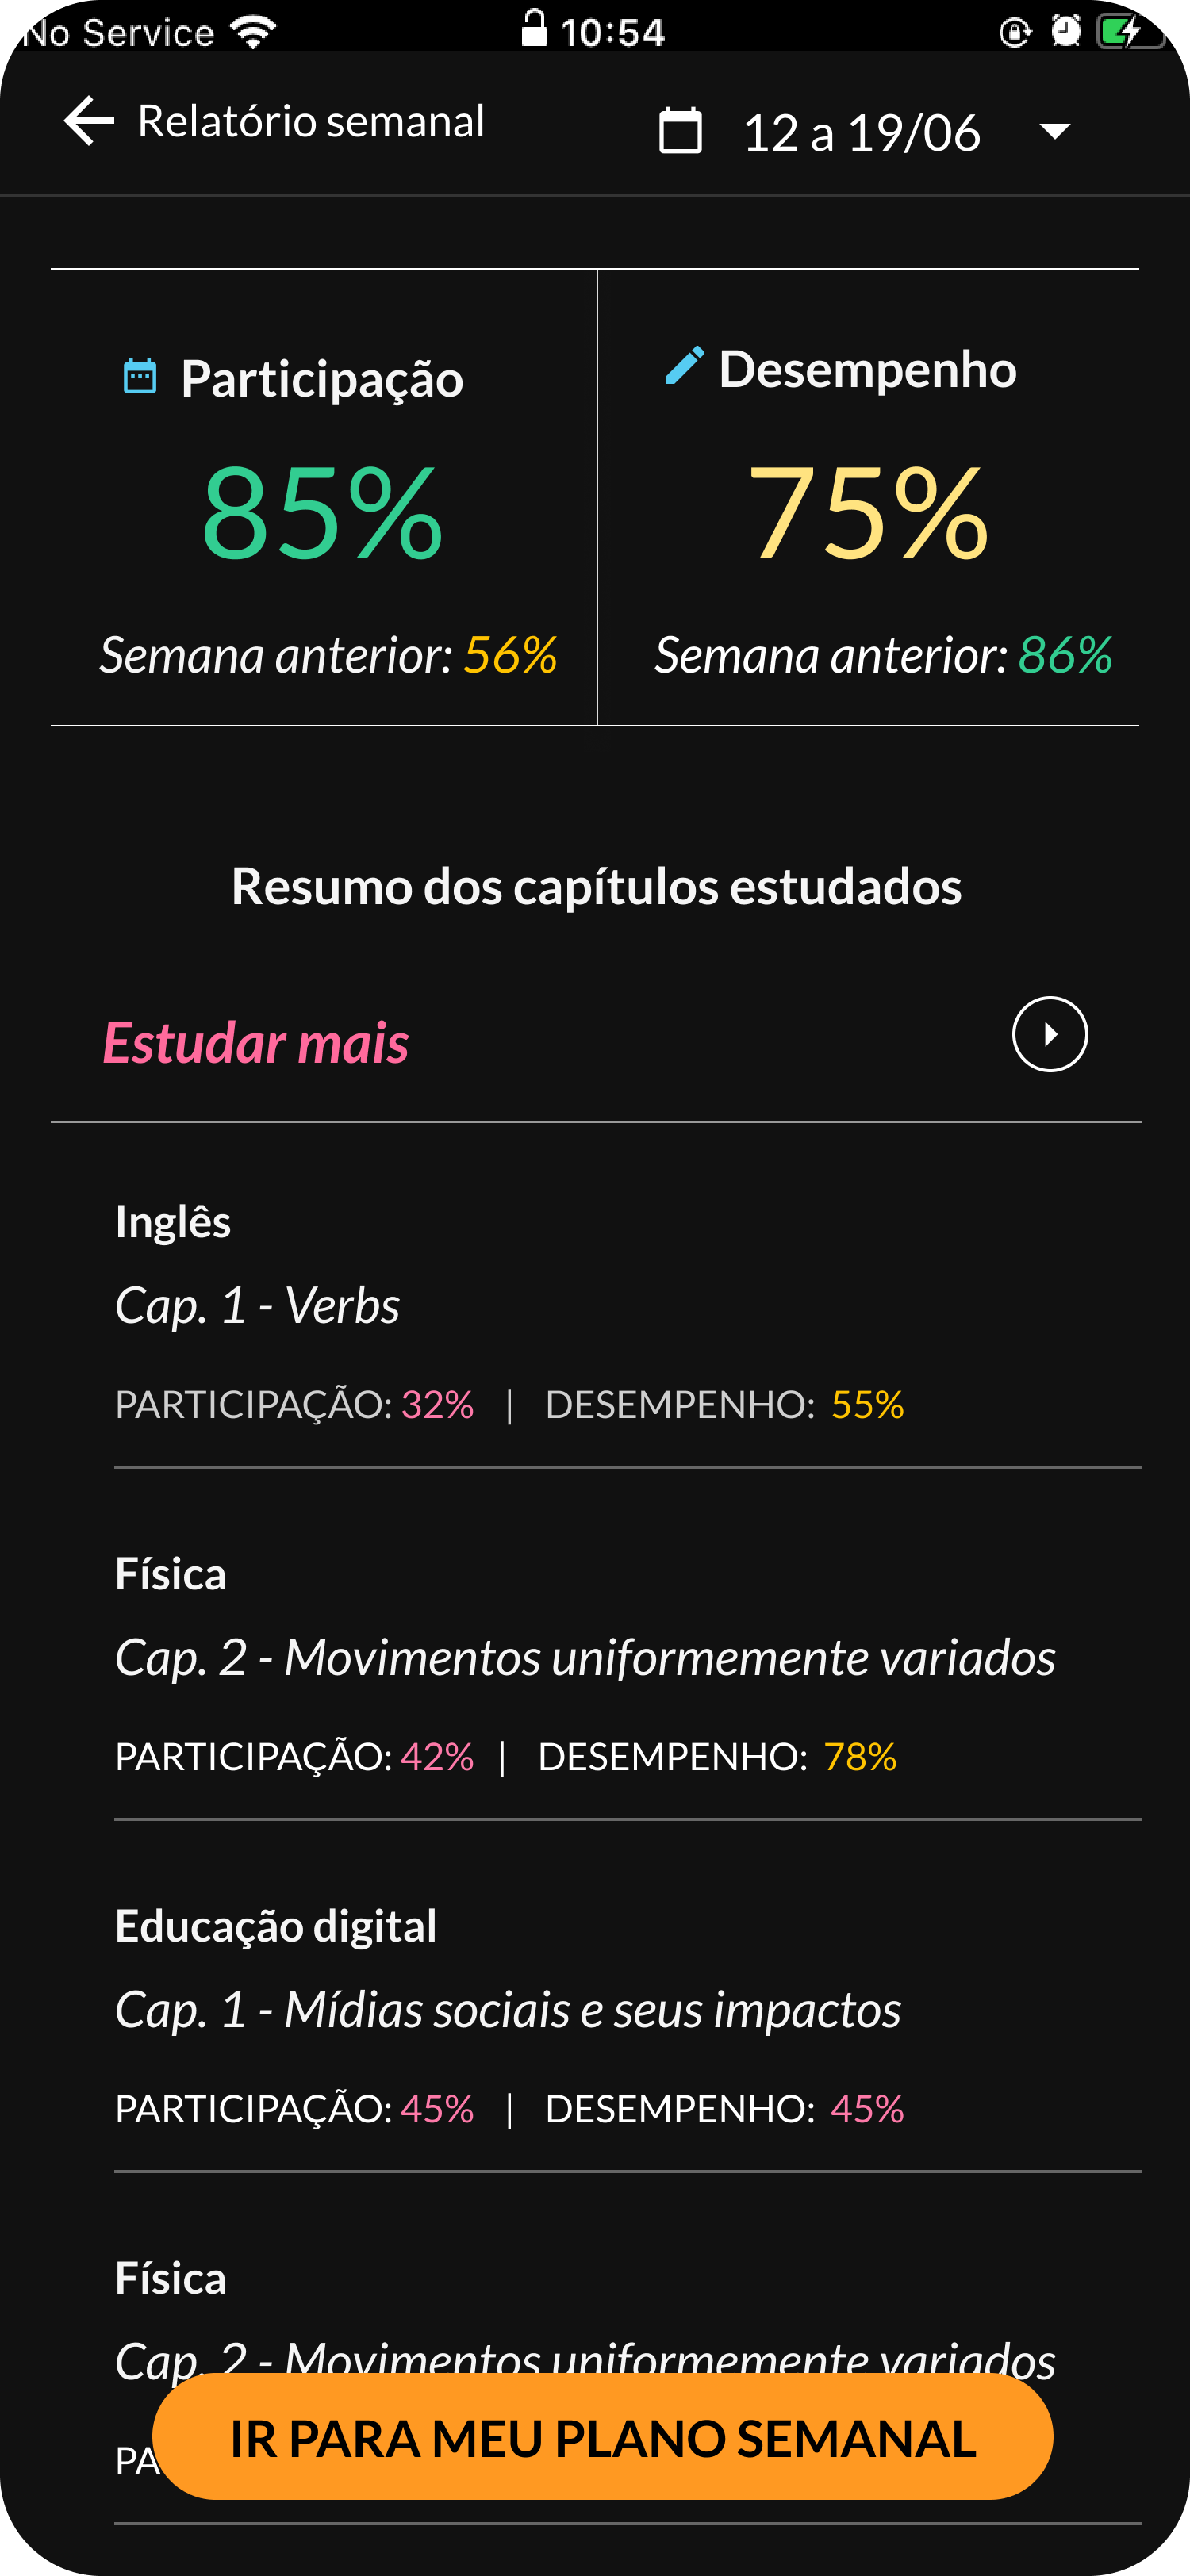 No Service 10:54
Relatório semanal 12 a 19/06
Participação
85%
Semana anterior: 56%
Desempenho
75%
Semana anterior: 86%
Resumo dos capítulos estudados
Estudar mais
Inglês
Cap. 1 - Verbs
PARTICIPAÇÃO: 32% | DESEMPENHO: 55%
Física
Cap. 2 - Movimentos uniformemente variados
PARTICIPAÇÃO: 42% | DESEMPENHO: 78%
Educação digital
Cap. 1 - Mídias sociais e seus impactos
PARTICIPAÇÃO: 45% | DESEMPENHO: 45%
Física
Cap. 2 - Movimentos uniformemente variados
PA
IR PARA MEU PLANO SEMANAL